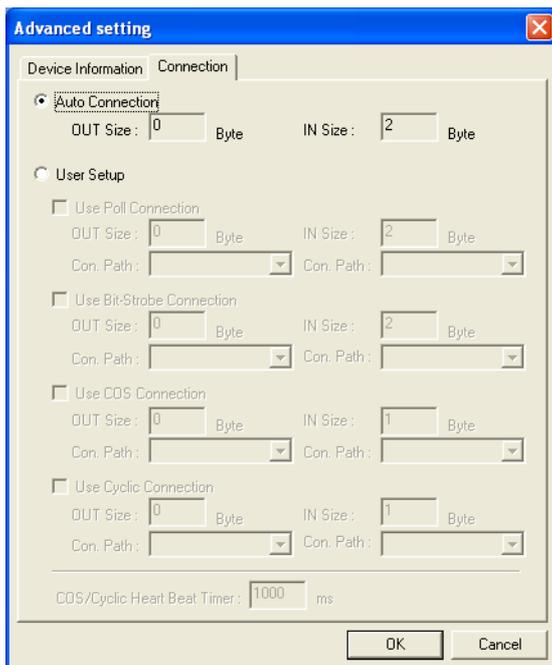 Advanced setting
Device Information Connection
Auto Connection
OUT Size : 0 Byte IN Size : 2 Byte
User Setup
Use Poll Connection
OUT Size : 0 Byte IN Size : 2 Byte
Con. Path : Con. Path :
Use Bit-Strobe Connection
OUT Size : 0 Byte IN Size : 2 Byte
Con. Path : Con. Path :
Use COS Connection
OUT Size : 0 Byte IN Size : 1 Byte
Con. Path : Con. Path :
Use Cyclic Connection
OUT Size : 0 Byte IN Size : 1 Byte
Con. Path : Con. Path :
COS/Cyclic Heart Beat Timer : 1000 ms
OK Cancel